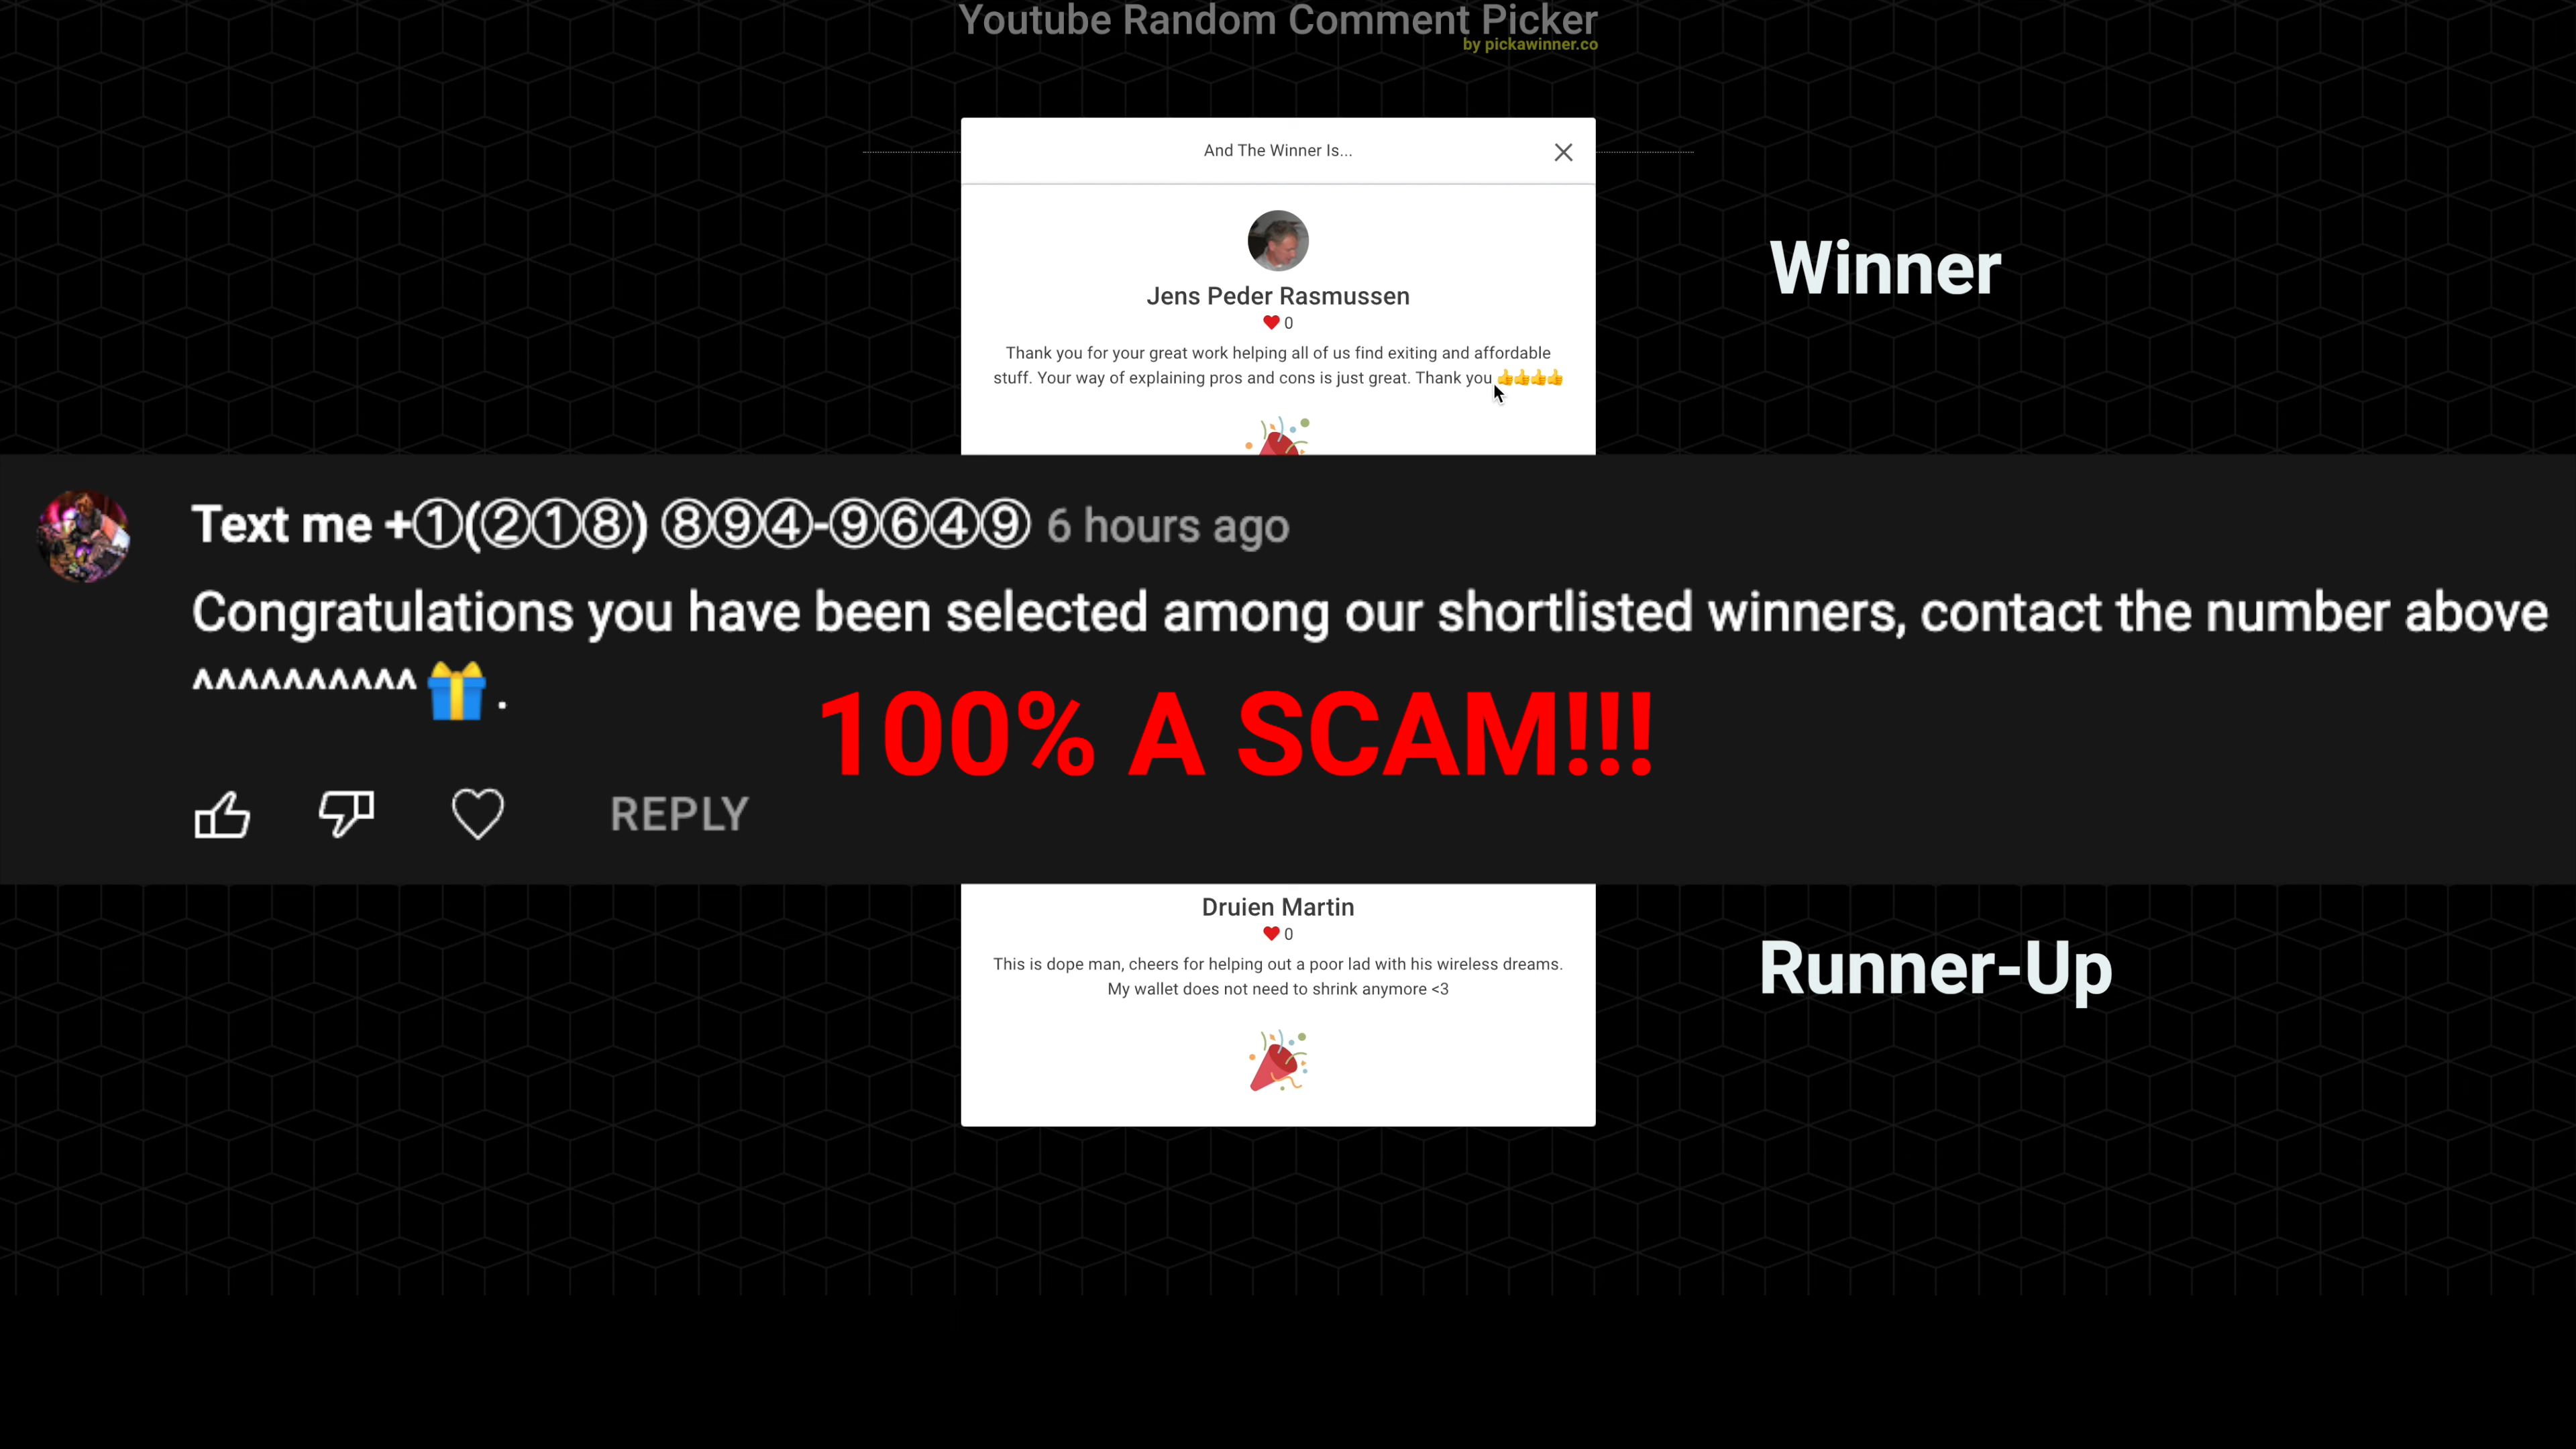 Youtube Random Comment Picker
by pickawinner.co
And The Winner Is...
Winner
Jens Peder Rasmussen
❤ 0
Thank you for your great work helping all of us find exiting and affordable
stuff. Your way of explaining pros and cons is just great. Thank you 👍👍👍👍
Text me +①(②①⑧) ⑧⑨④-⑨⑥④⑨ 6 hours ago
Congratulations you have been selected among our shortlisted winners, contact the number above
^^^^^^^^^^🎁.
100% A SCAM!!!
REPLY
Druien Martin
❤ 0
Runner-Up
This is dope man, cheers for helping out a poor lad with his wireless dreams.
My wallet does not need to shrink anymore <3